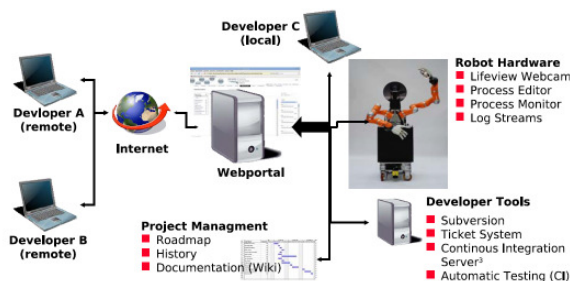 Developer C
(local)
Devloper A
(remote)
Internet
Webportal
Robot Hardware
Lifeview Webcam
Process Editor
Process Monitor
Log Streams
Developer B
(remote)
Project Managment
Roadmap
History
Documentation (Wiki)
Developer Tools
Subversion
Ticket System
Continous Integration
Server³
Automatic Testing (CI)